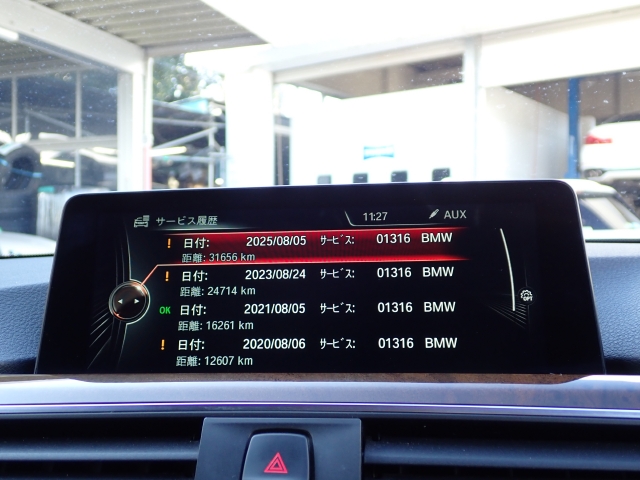 サービス履歴
11:27
AUX
! 日付: 2025/08/05 ｻｰﾋﾞｽ: 01316 BMW
距離: 31656 km
! 日付: 2023/08/24 ｻｰﾋﾞｽ: 01316 BMW
距離: 24714 km
OK 日付: 2021/08/05 ｻｰﾋﾞｽ: 01316 BMW
距離: 16261 km
! 日付: 2020/08/06 ｻｰﾋﾞｽ: 01316 BMW
距離: 12607 km